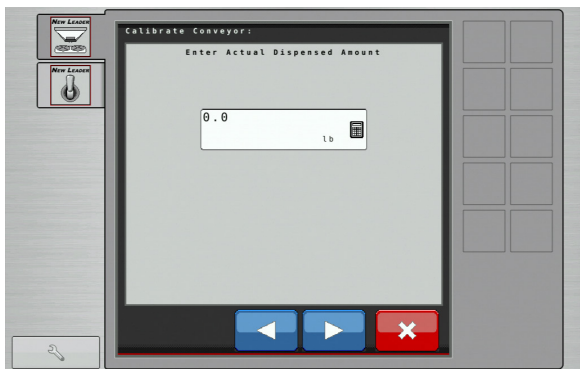 NEW LEADER
Calibrate Conveyor:
Enter Actual Dispensed Amount
NEW LEADER
0.0
lb